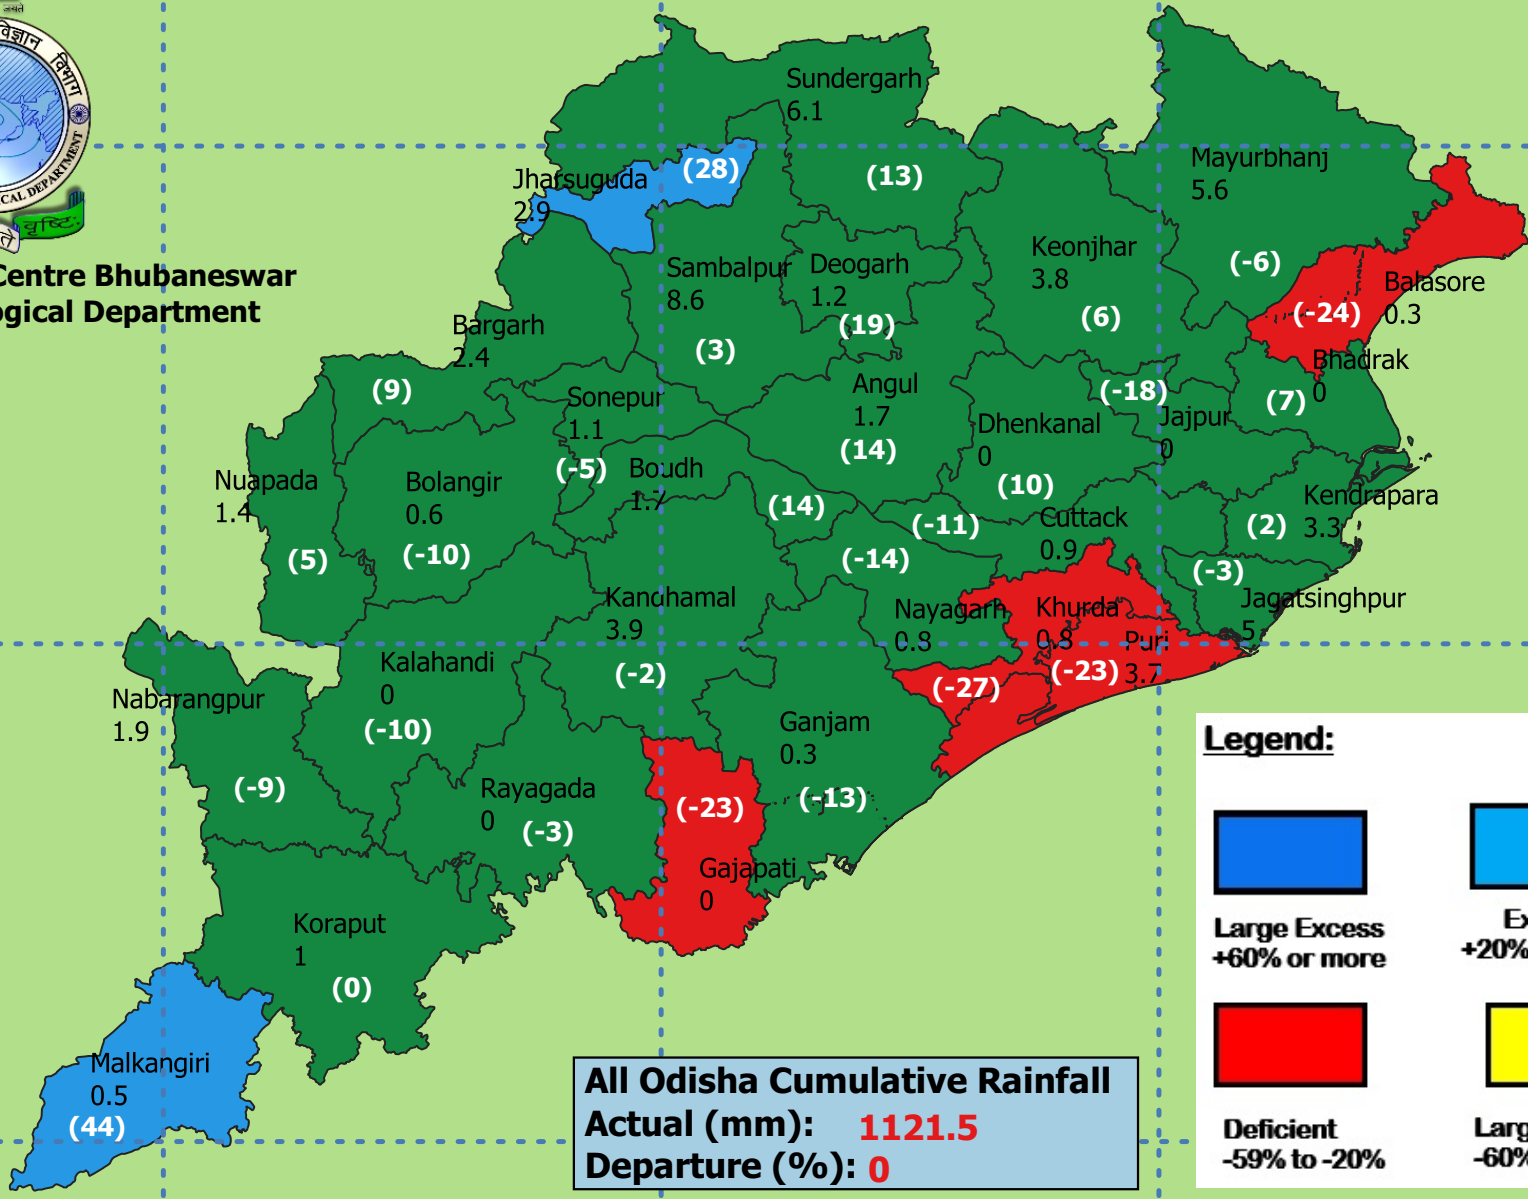 जयते
विज्ञान विभाग
ICAL DEPARTMENT
वृष्टिः
Centre Bhubaneswar
ogical Department
Sundergarh
6.1
(13)
Jharsuguda
2.9
(28)
Mayurbhanj
5.6
(-6)
Keonjhar
3.8
(6)
Sambalpur
8.6
(3)
Deogarh
1.2
(19)
Balasore
0.3
(-24)
Bargarh
2.4
(9)
Bhadrak
0
(7)
Sonepur
1.1
(-5)
Angul
1.7
(14)
Dhenkanal
0
(10)
(-18)
Jajpur
0
Nuapada
1.4
(5)
Bolangir
0.6
(-10)
Boudh
1.7
(14)
Kendrapara
3.3
(2)
(-11)
Cuttack
0.9
(-14)
(-3)
Jagatsinghpur
5
Kandhamal
3.9
(-2)
Nayagarh
0.8
Khurda
0.8
Puri
3.7
(-23)
(-27)
Kalahandi
0
(-10)
Nabarangpur
1.9
(-9)
Ganjam
0.3
(-13)
Rayagada
0
(-3)
(-23)
Gajapati
0
Koraput
1
(0)
Malkangiri
0.5
(44)
All Odisha Cumulative Rainfall
Actual (mm): 1121.5
Departure (%): 0
Legend:
Large Excess
+60% or more
Ex
+20%
Deficient
-59% to -20%
Larg
-60%